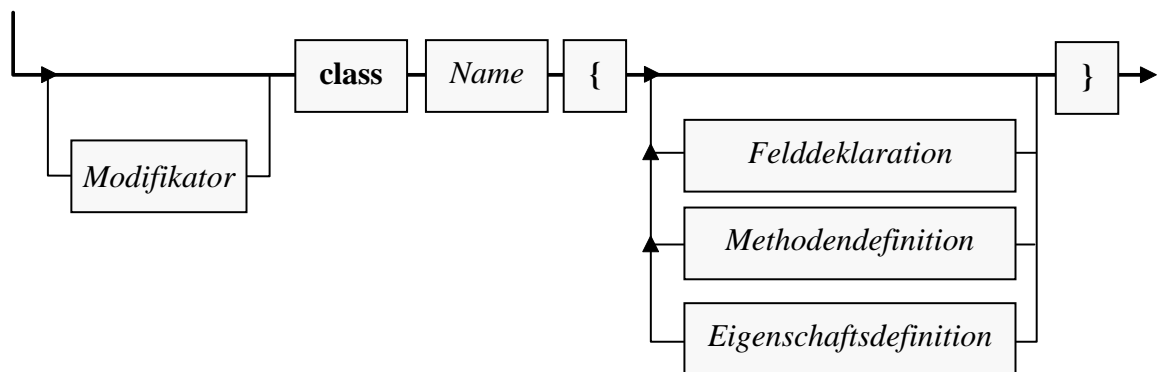 class Name { }
Modifikator
Felddeklaration
Methodendefinition
Eigenschaftsdefinition